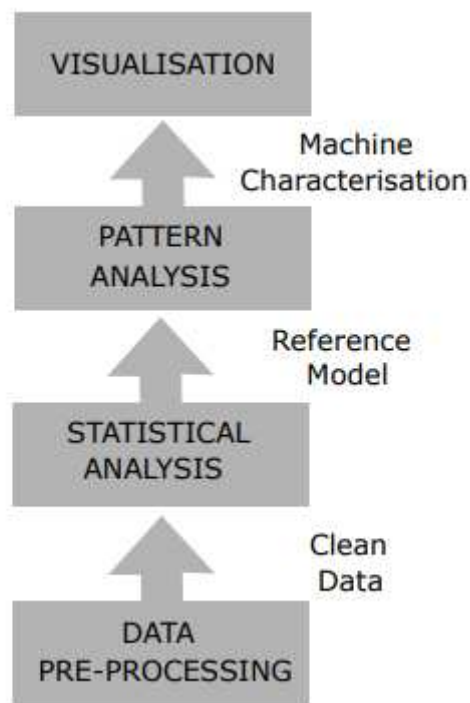 VISUALISATION
Machine
Characterisation
PATTERN
ANALYSIS
Reference
Model
STATISTICAL
ANALYSIS
Clean
Data
DATA
PRE-PROCESSING